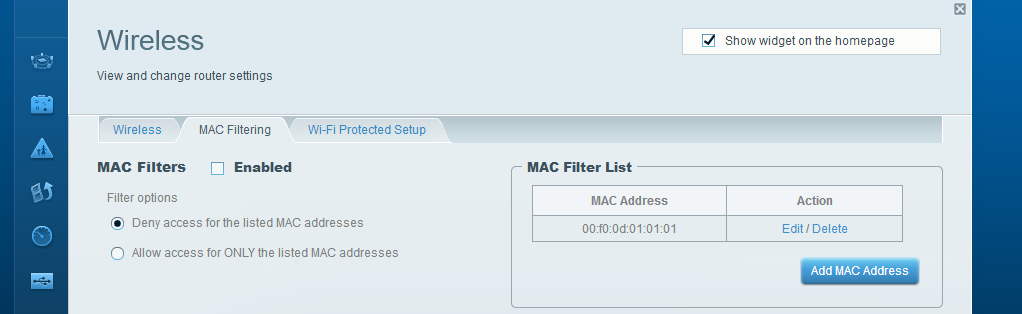 Wireless
Show widget on the homepage
View and change router settings
Wireless MAC Filtering Wi-Fi Protected Setup
MAC Filters Enabled
Filter options
Deny access for the listed MAC addresses
Allow access for ONLY the listed MAC addresses
MAC Filter List
MAC Address Action
00:f0:0d:01:01:01 Edit / Delete
Add MAC Address